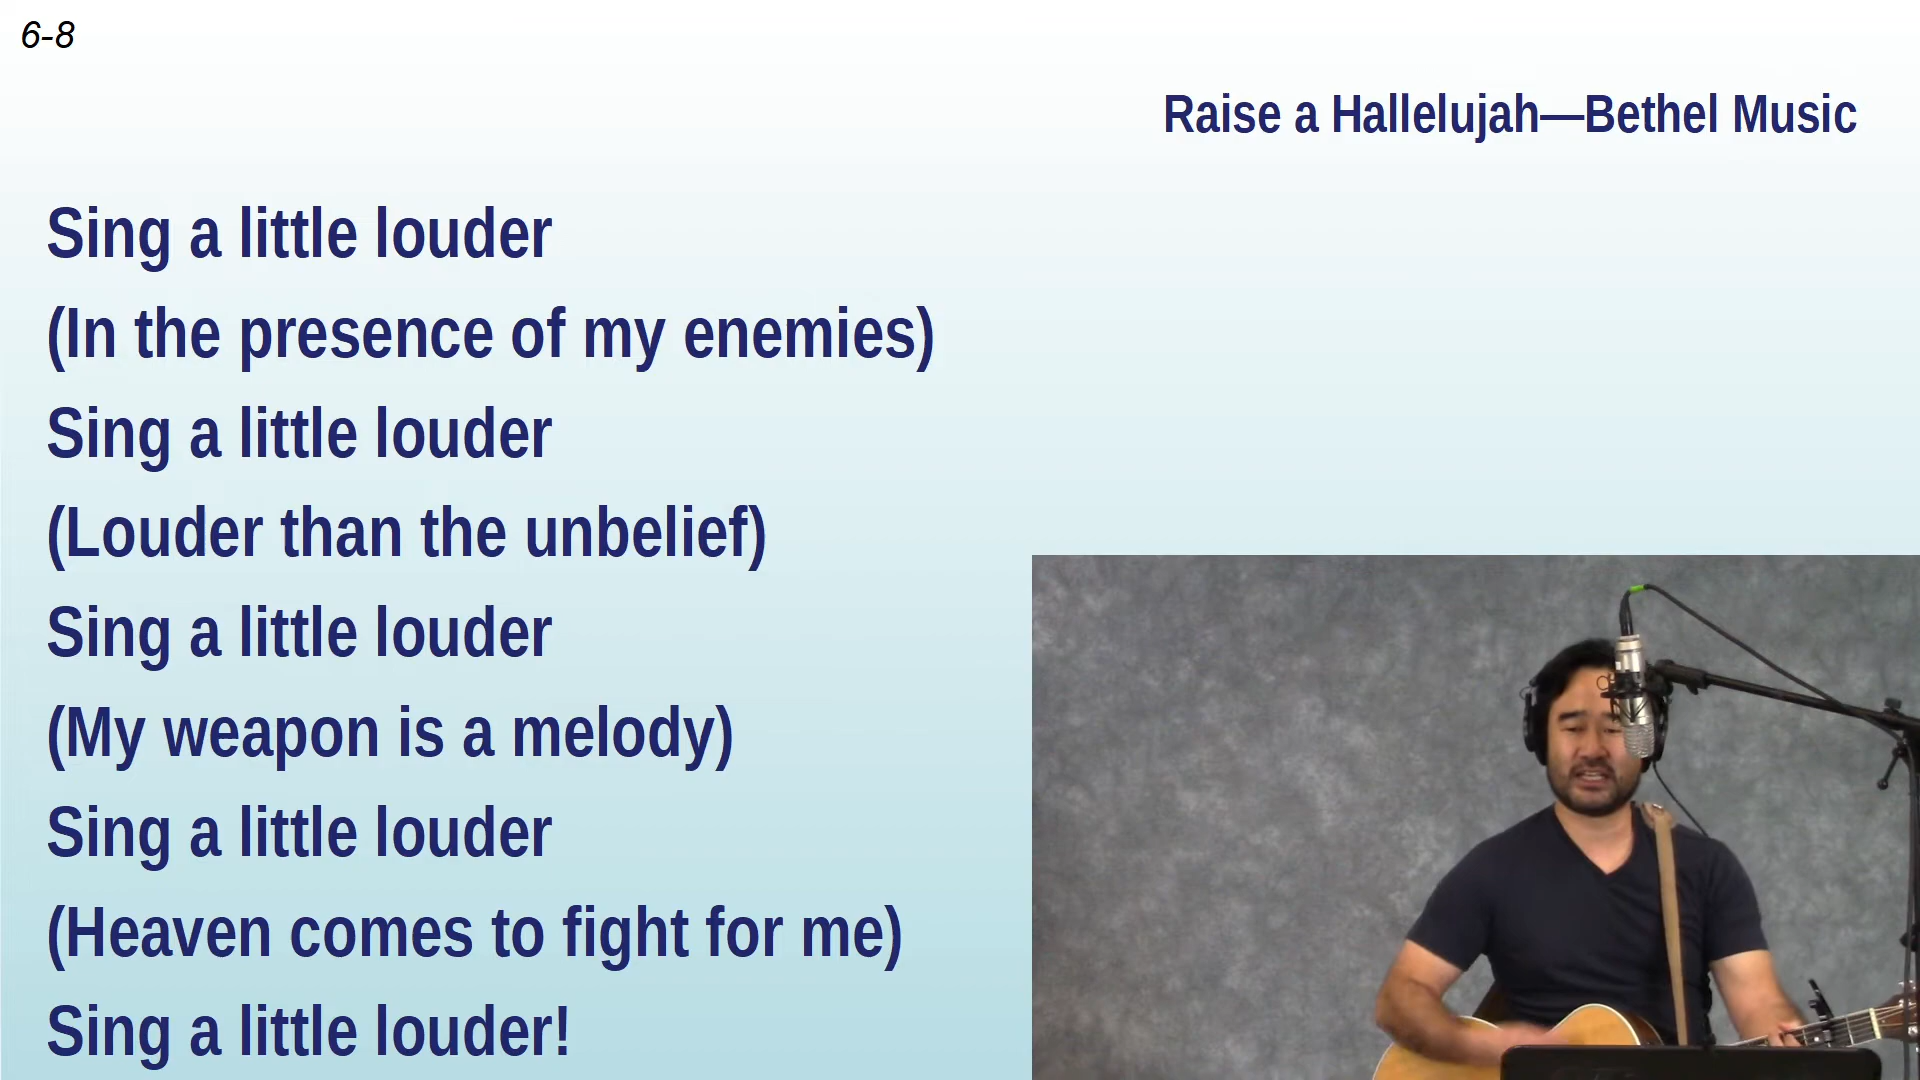 6-8
Raise a Hallelujah—Bethel Music
Sing a little louder
(In the presence of my enemies)
Sing a little louder
(Louder than the unbelief)
Sing a little louder
(My weapon is a melody)
Sing a little louder
(Heaven comes to fight for me)
Sing a little louder!